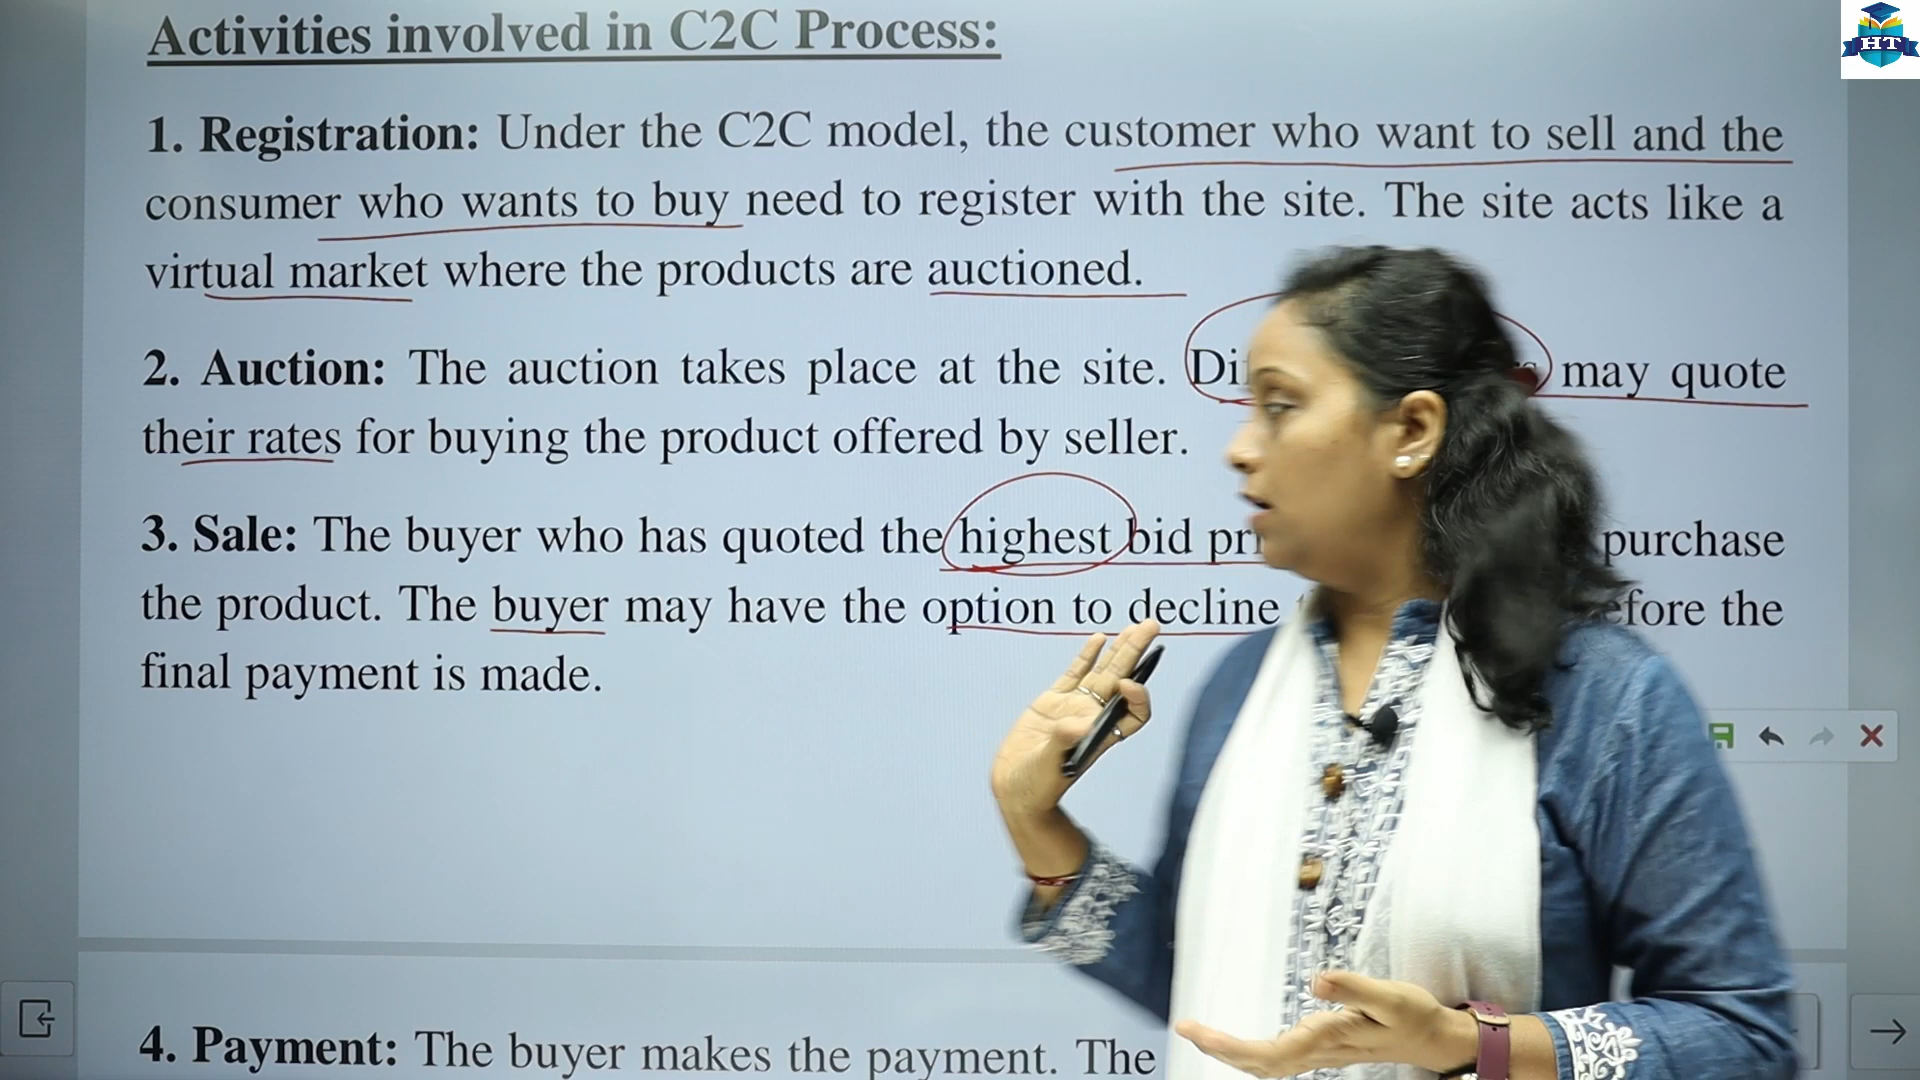 Activities involved in C2C Process:
1. Registration: Under the C2C model, the customer who want to sell and the
consumer who wants to buy need to register with the site. The site acts like a
virtual market where the products are auctioned.
2. Auction: The auction takes place at the site. may quote
their rates for buying the product offered by seller.
3. Sale: The buyer who has quoted the highest bid purchase
the product. The buyer may have the option to decline the
final payment is made.
4. Payment: The buyer makes the payment. The
HT